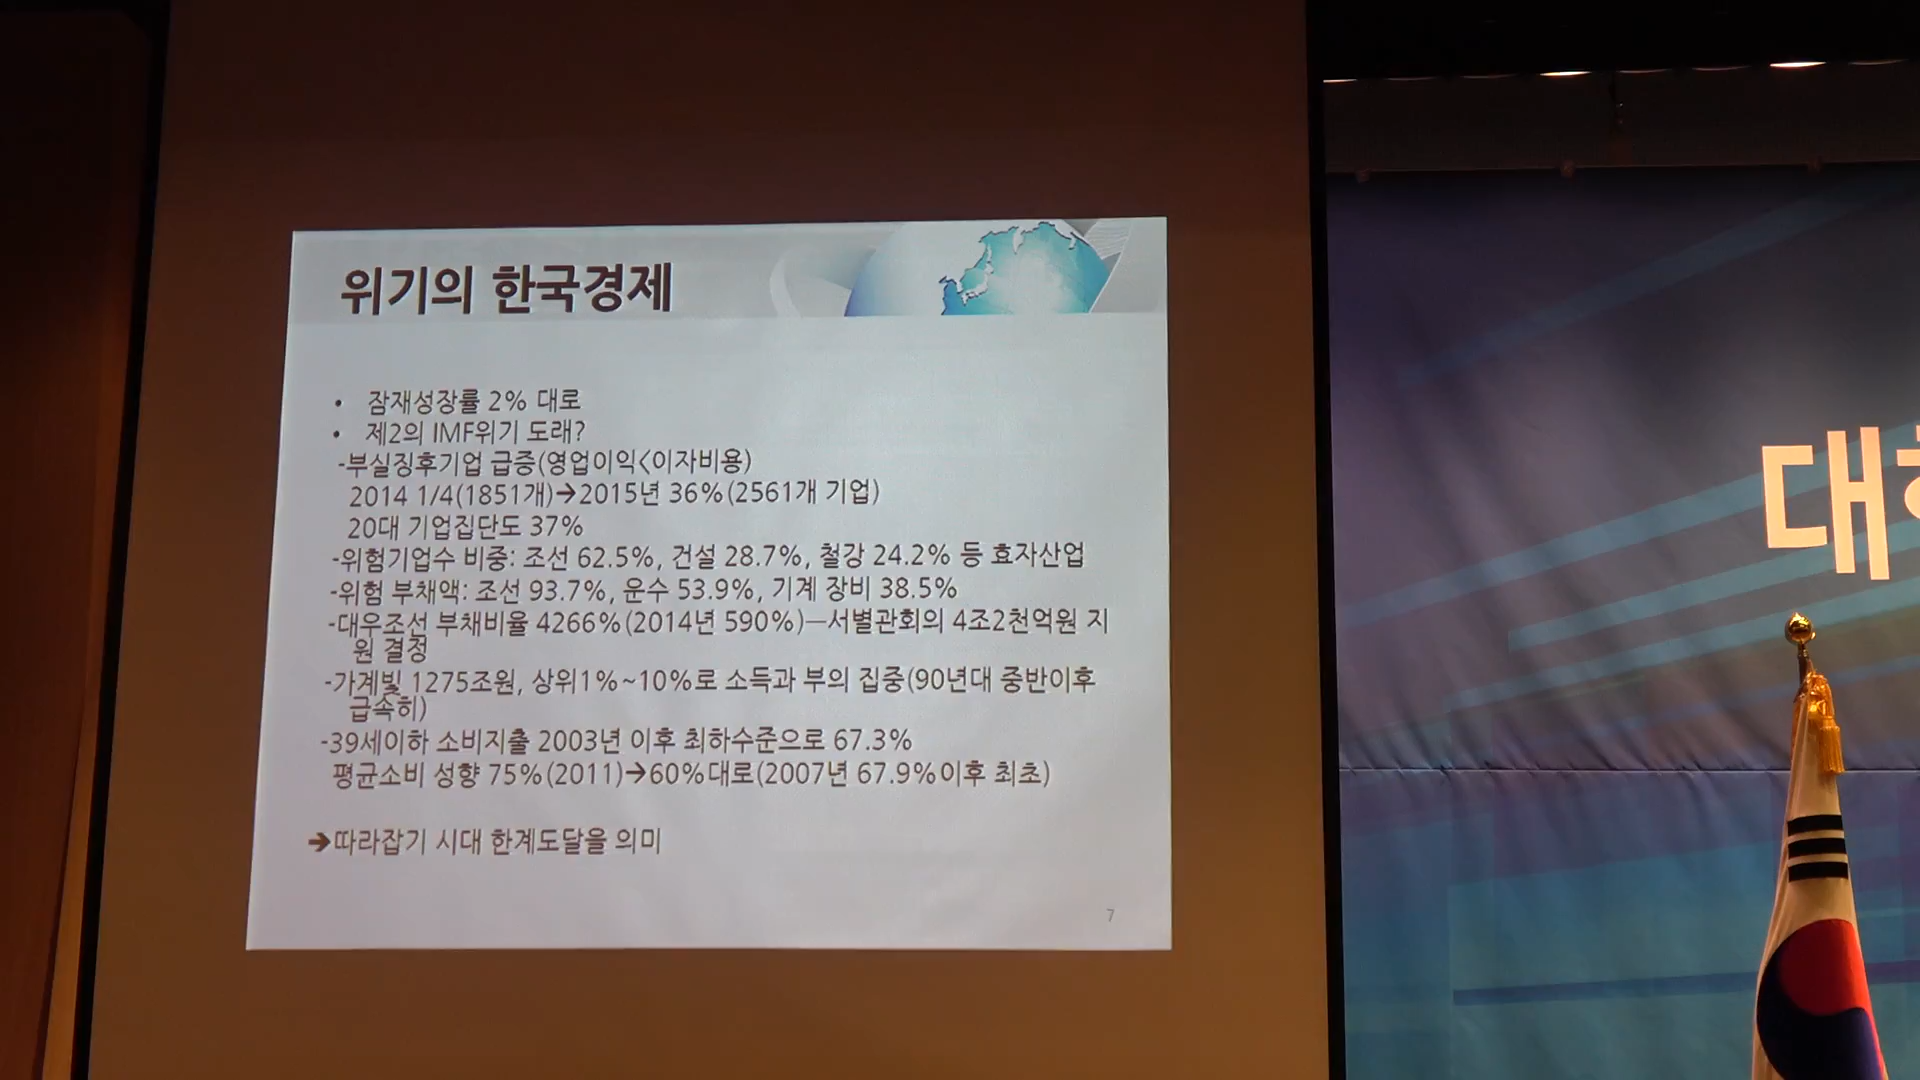 위기의 한국경제
• 잠재성장률 2% 대로
• 제2의 IMF위기 도래?
-부실징후기업 급증(영업이익<이자비용)
2014 1/4(1851개)→2015년 36%(2561개 기업)
20대 기업집단도 37%
-위험기업수 비중: 조선 62.5%, 건설 28.7%, 철강 24.2% 등 효자산업
-위험 부채액: 조선 93.7%, 운수 53.9%, 기계 장비 38.5%
-대우조선 부채비율 4266%(2014년 590%)—서별관회의 4조2천억원 지
원 결정
-가계빚 1275조원, 상위1%~10%로 소득과 부의 집중(90년대 중반이후
급속히)
-39세이하 소비지출 2003년 이후 최하수준으로 67.3%
평균소비 성향 75%(2011)→60%대로(2007년 67.9%이후 최초)
→따라잡기 시대 한계도달을 의미
7
대